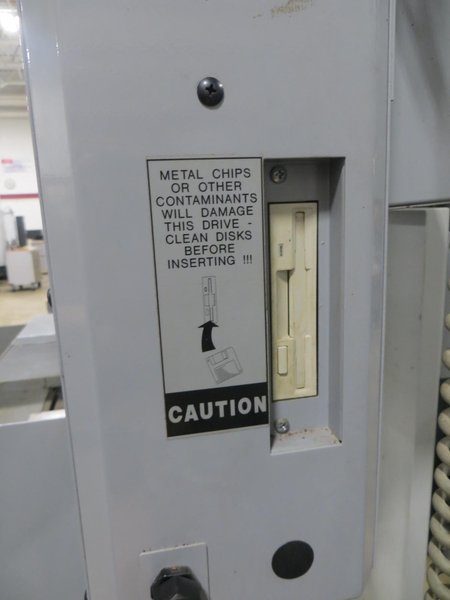 METAL CHIPS
OR OTHER
CONTAMINANTS
WILL DAMAGE
THIS DRIVE -
CLEAN DISKS
BEFORE
INSERTING !!!
CAUTION